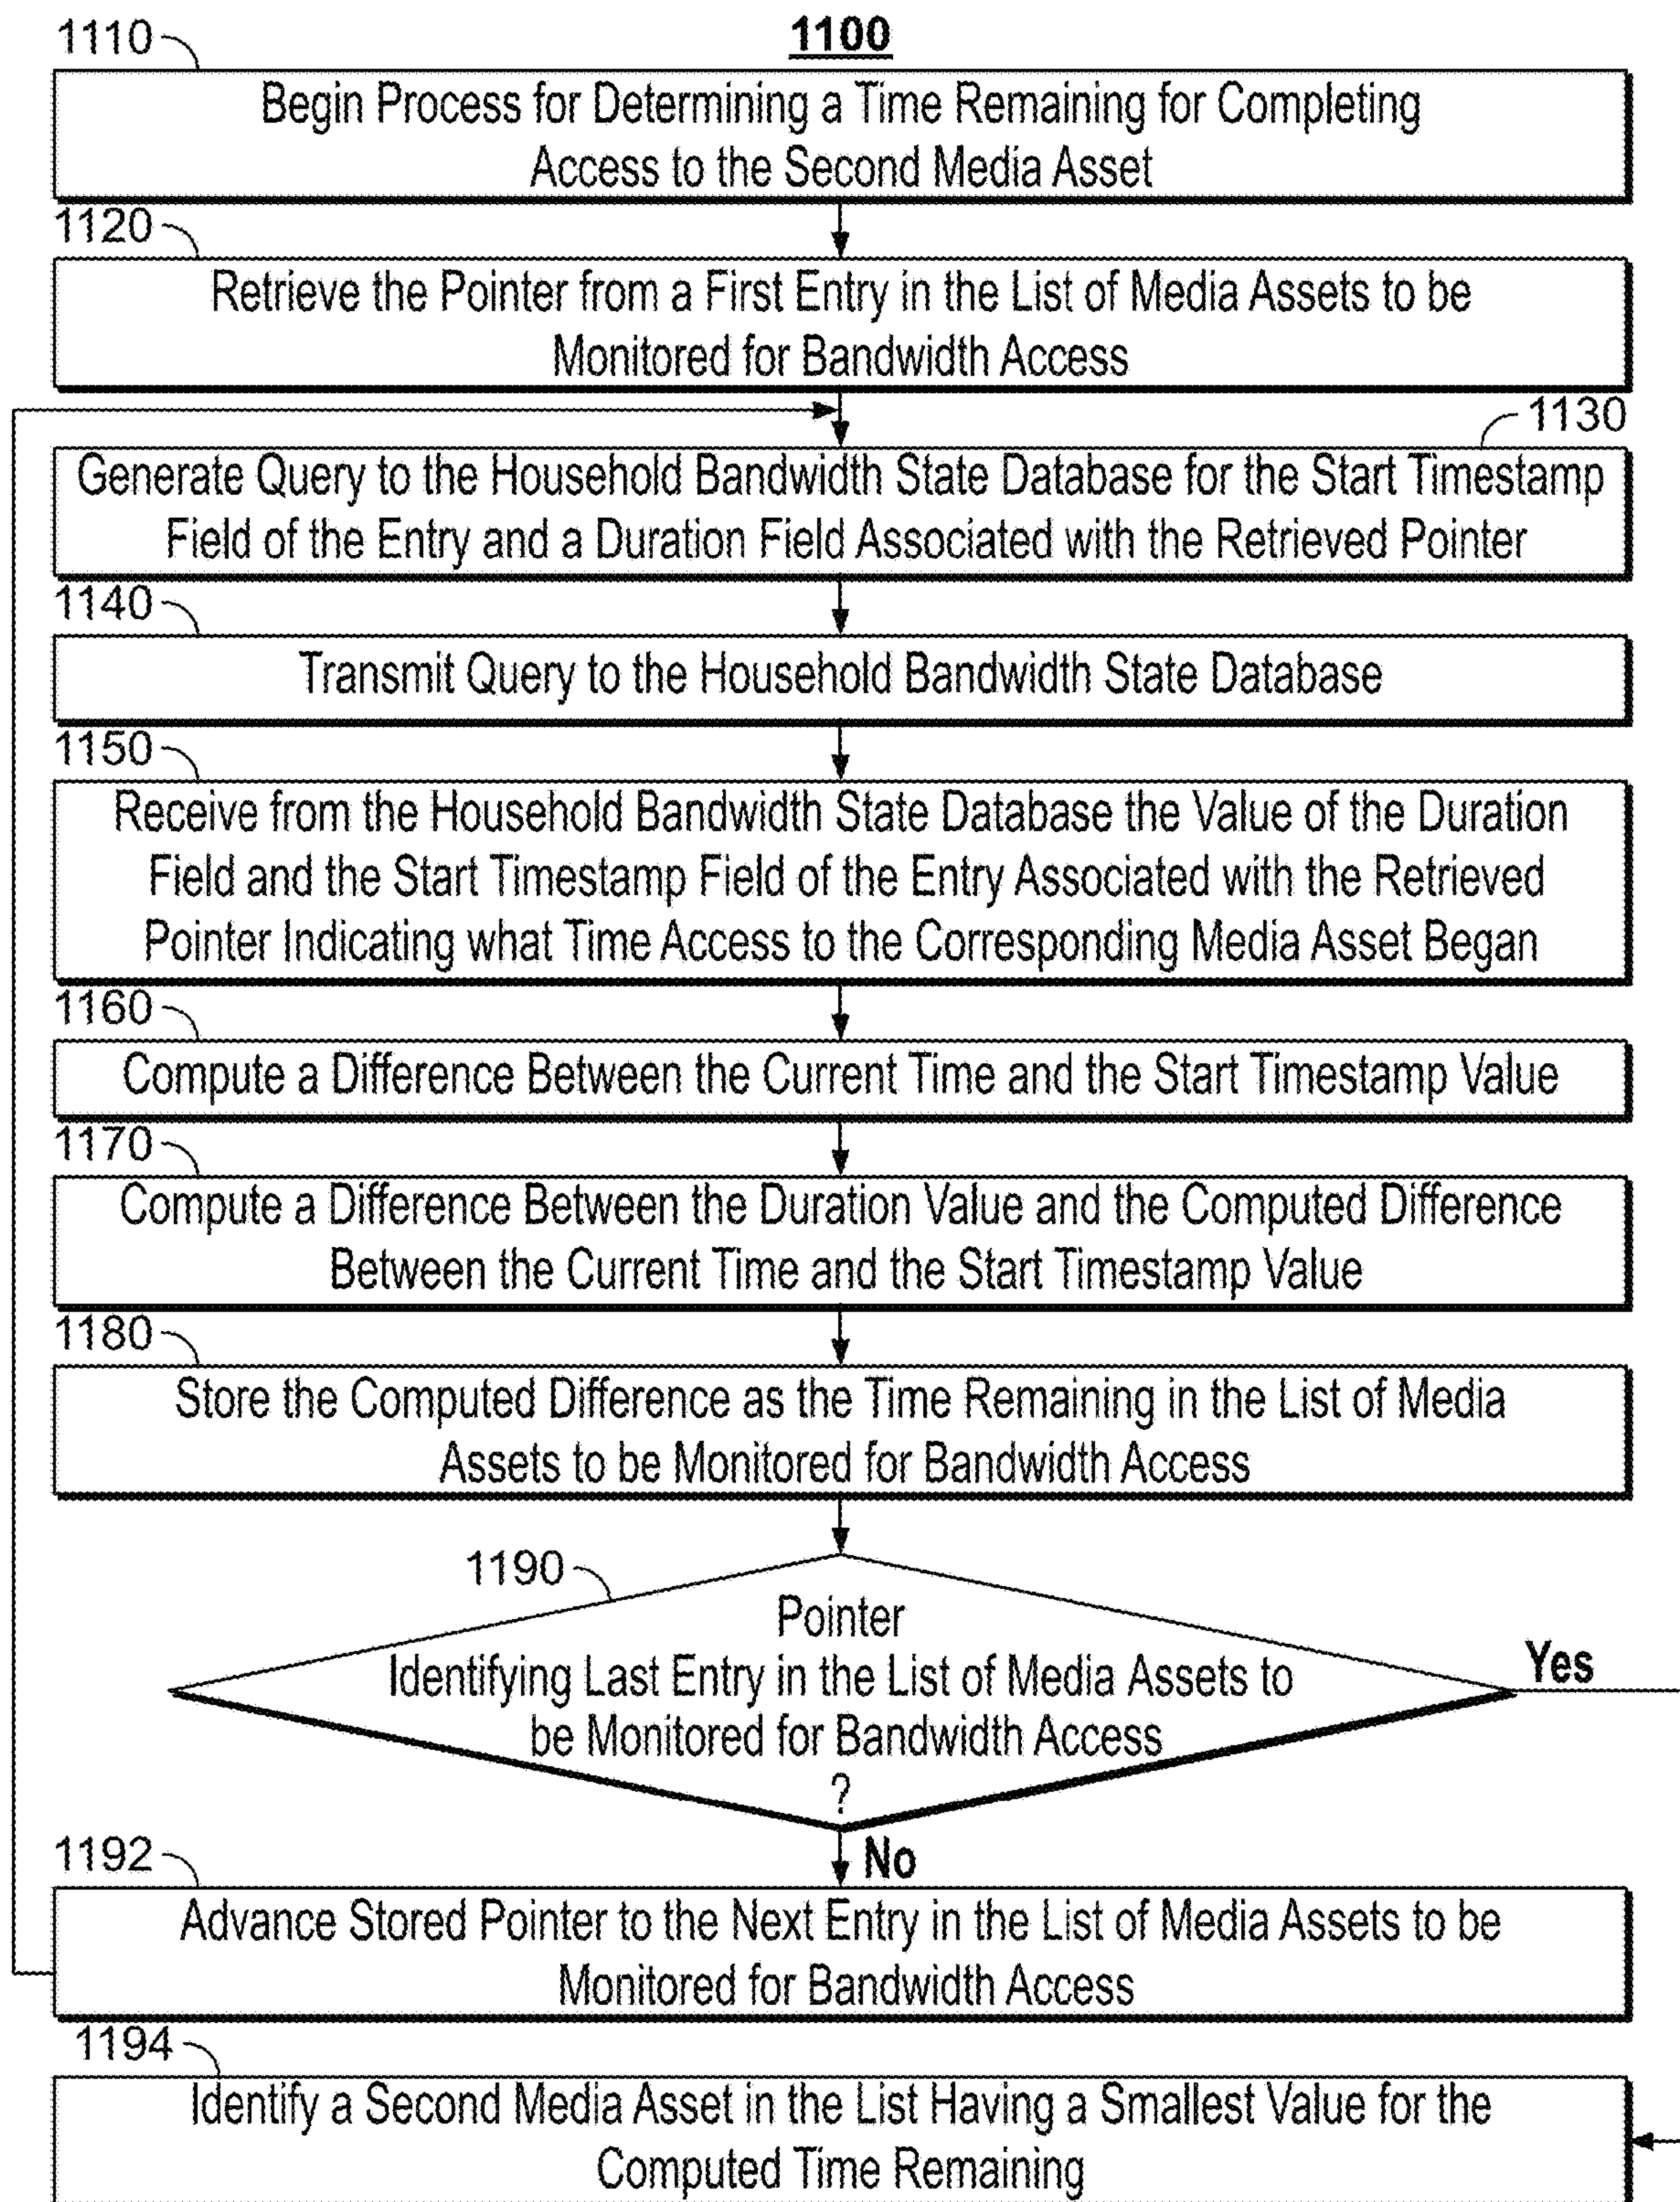 1100
1110
Begin Process for Determining a Time Remaining for Completing
Access to the Second Media Asset
1120
Retrieve the Pointer from a First Entry in the List of Media Assets to be
Monitored for Bandwidth Access
1130
Generate Query to the Household Bandwidth State Database for the Start Timestamp
Field of the Entry and a Duration Field Associated with the Retrieved Pointer
1140
Transmit Query to the Household Bandwidth State Database
1150
Receive from the Household Bandwidth State Database the Value of the Duration
Field and the Start Timestamp Field of the Entry Associated with the Retrieved
Pointer Indicating what Time Access to the Corresponding Media Asset Began
1160
Compute a Difference Between the Current Time and the Start Timestamp Value
1170
Compute a Difference Between the Duration Value and the Computed Difference
Between the Current Time and the Start Timestamp Value
1180
Store the Computed Difference as the Time Remaining in the List of Media
Assets to be Monitored for Bandwidth Access
1190
Pointer
Identifying Last Entry in the List of Media Assets to
be Monitored for Bandwidth Access
?
Yes
No
1192
Advance Stored Pointer to the Next Entry in the List of Media Assets to be
Monitored for Bandwidth Access
1194
Identify a Second Media Asset in the List Having a Smallest Value for the
Computed Time Remaining